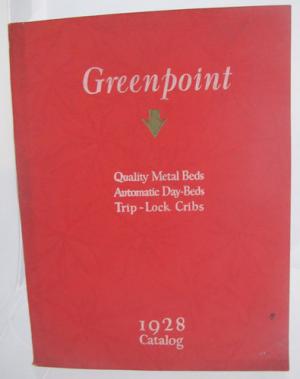 Greenpoint
Quality Metal Beds
Automatic Day-Beds
Trip-Lock Cribs
1928
Catalog